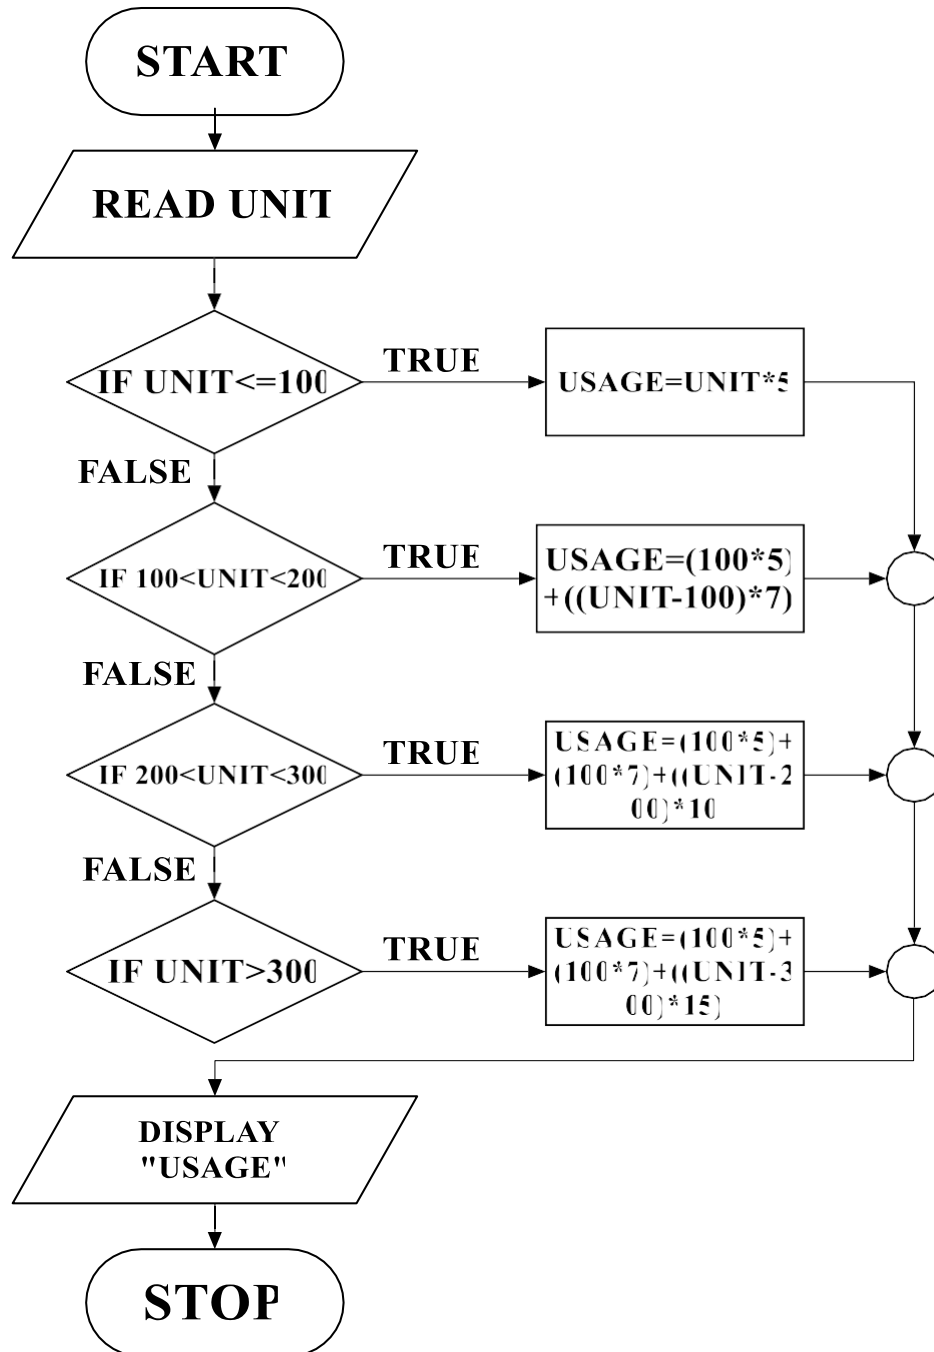 START
READ UNIT
IF UNIT<=100
TRUE
USAGE=UNIT*5
FALSE
IF 100<UNIT<200
TRUE
USAGE=(100*5)
+((UNIT-100)*7)
FALSE
IF 200<UNIT<300
TRUE
USAGE=(100*5)+
(100*7)+((UNIT-2
00)*10
FALSE
IF UNIT>300
TRUE
USAGE=(100*5)+
(100*7)+((UNIT-3
00)*15)
DISPLAY
"USAGE"
STOP